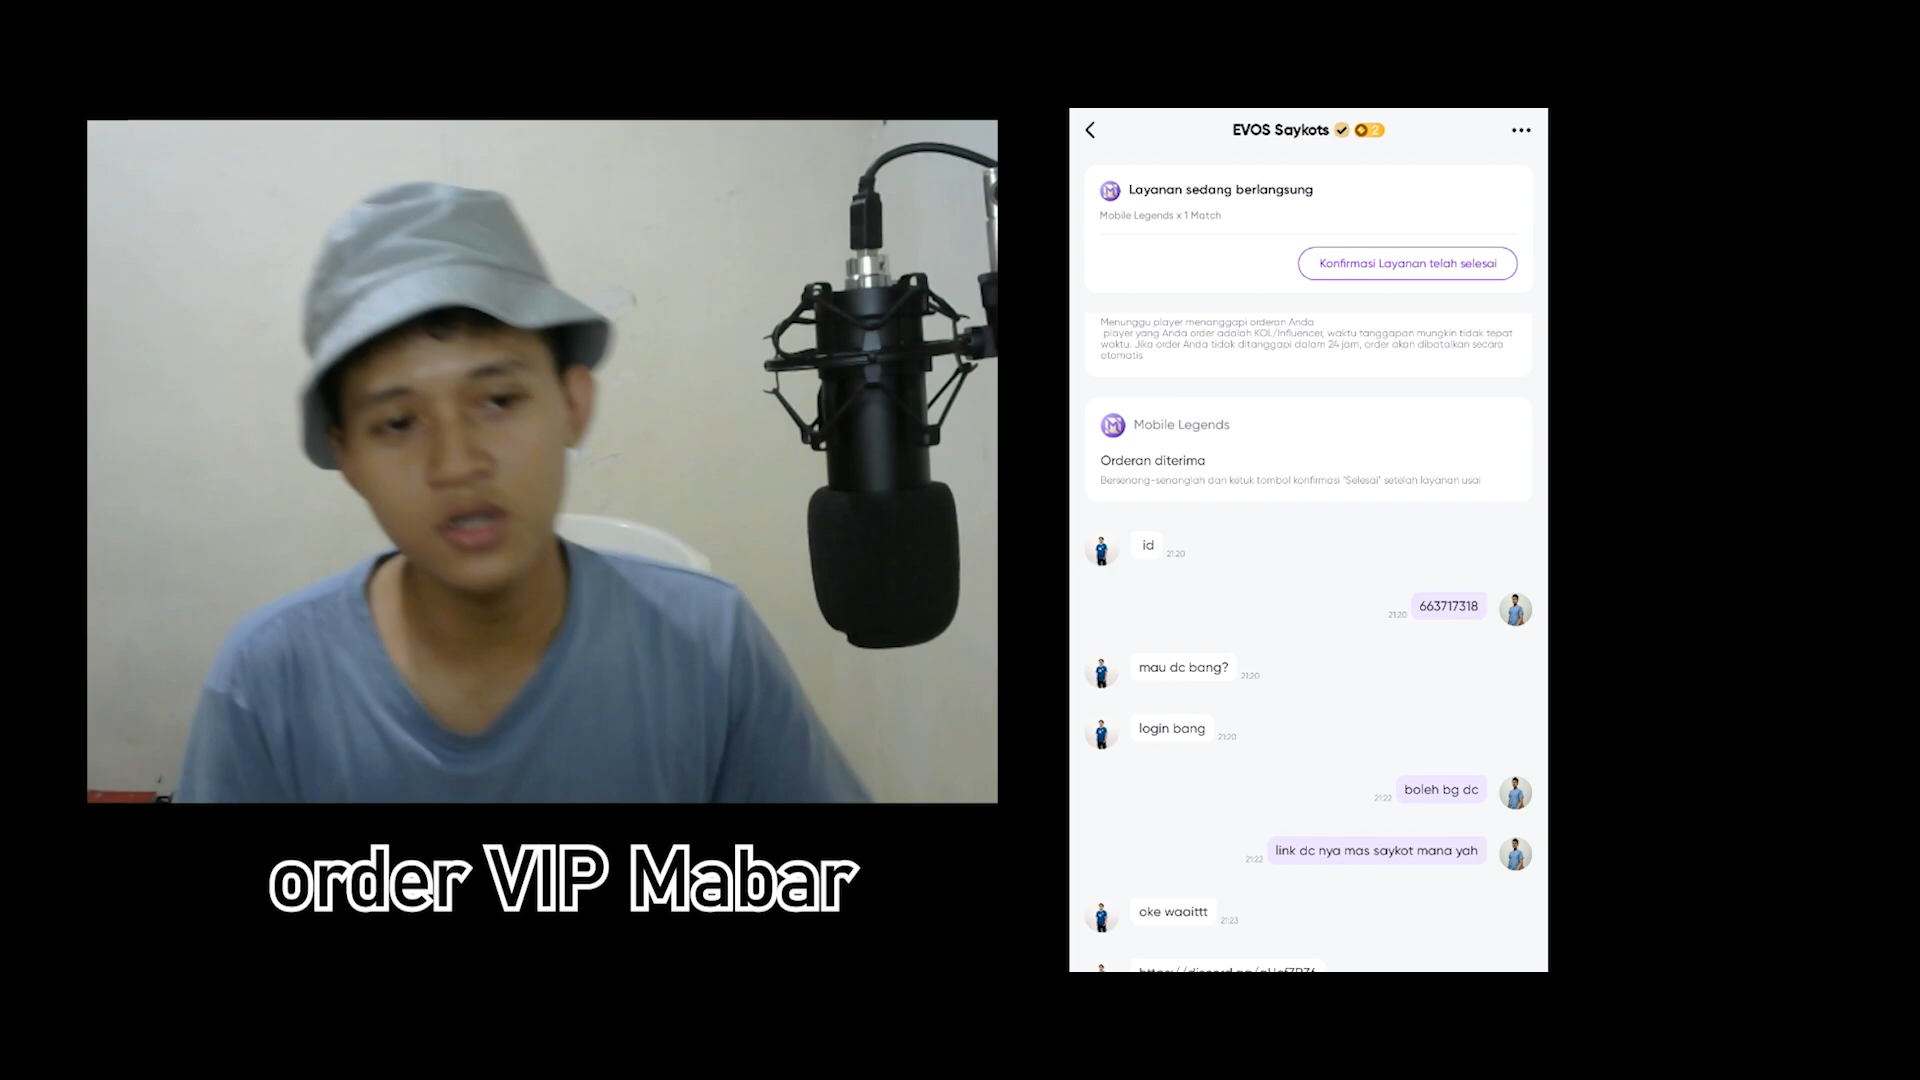 order VIP Mabar
EVOS Saykots
2
Layanan sedang berlangsung
Mobile Legends x 1 Match
Konfirmasi Layanan telah selesai
Menunggu player menanggapi orderan Anda
player yang Anda order adalah KOL/Influencer, waktu tanggapan mungkin tidak tepat
waktu. Jika order Anda tidak ditanggapi dalam 24 jam, order akan dibatalkan secara
otomatis
Mobile Legends
Orderan diterima
Bersenang-senanglah dan ketuk tombol konfirmasi "Selesai" setelah layanan usai
id
21:20
21:20
663717318
mau dc bang?
21:20
login bang
21:20
21:22
boleh bg dc
21:22
link dc nya mas saykot mana yah
oke waaittt
21:23